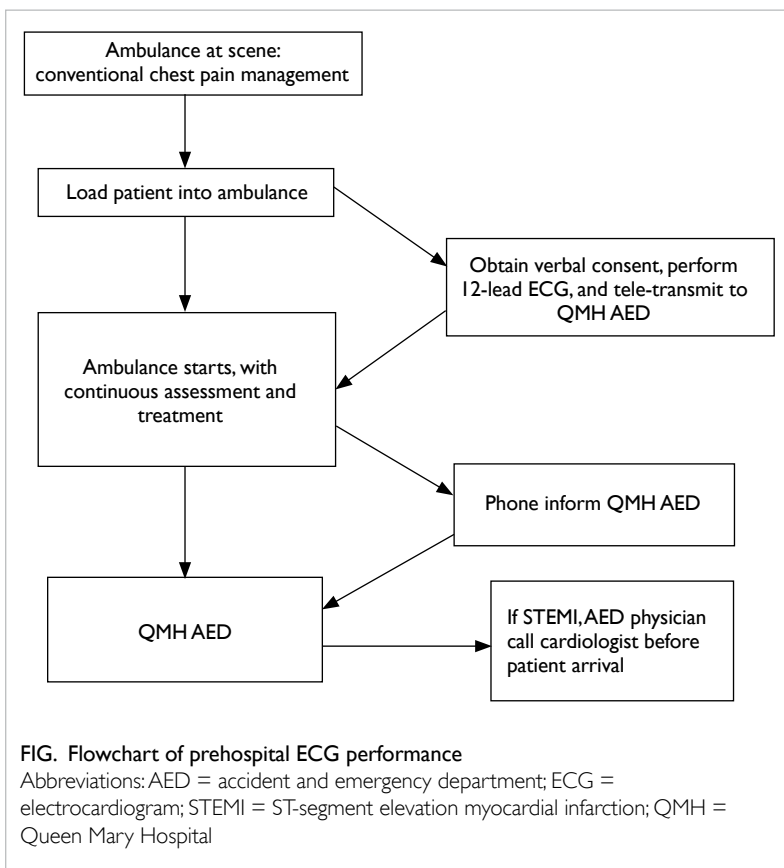 Ambulance at scene:
conventional chest pain management
Load patient into ambulance
Obtain verbal consent, perform
12-lead ECG, and tele-transmit to
QMH AED
Ambulance starts, with
continuous assessment and
treatment
Phone inform QMH AED
QMH AED
If STEMI, AED physician
call cardiologist before
patient arrival
FIG. Flowchart of prehospital ECG performance
Abbreviations: AED = accident and emergency department; ECG =
electrocardiogram; STEMI = ST-segment elevation myocardial infarction; QMH =
Queen Mary Hospital